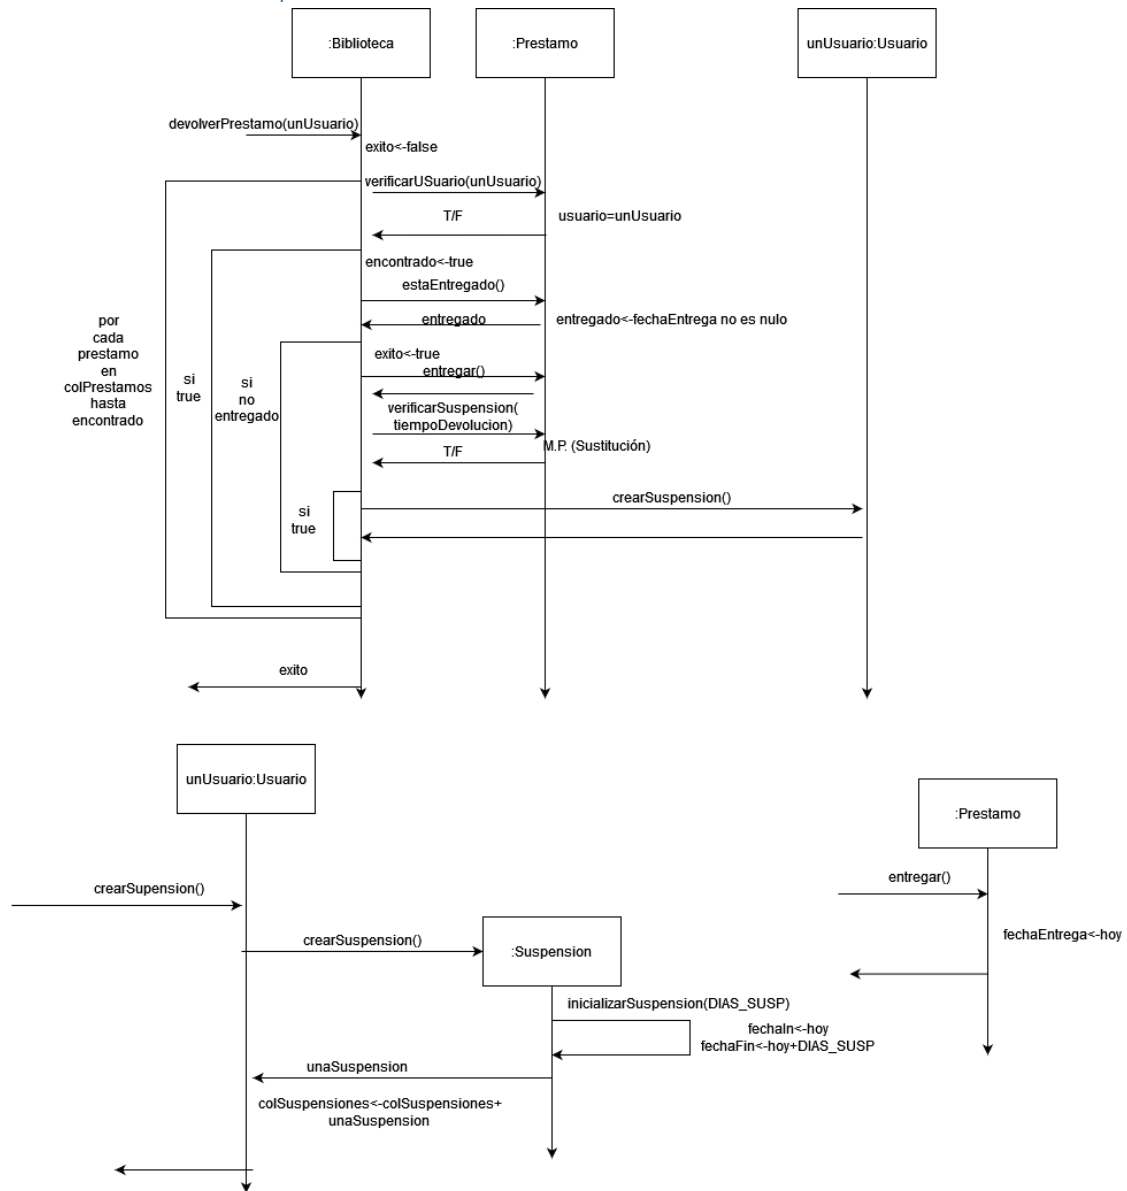 :Biblioteca
:Prestamo
unUsuario:Usuario
devolverPrestamo(unUsuario)
exito<-false
verificarUSuario(unUsuario)
T/F
usuario=unUsuario
encontrado<-true
estaEntregado()
entregado
entregado<-fechaEntrega no es nulo
por
cada
prestamo
en
colPrestamos
hasta
encontrado
si
true
si
no
entregado
exito<-true
entregar()
verificarSuspension(
tiempoDevolucion)
M.P. (Sustitución)
T/F
si
true
crearSuspension()
exito
unUsuario:Usuario
crearSupension()
crearSuspension()
:Suspension
inicializarSuspension(DIAS_SUSP)
fechaIn<-hoy
fechaFin<-hoy+DIAS_SUSP
unaSuspension
colSuspensiones<-colSuspensiones+
unaSuspension
:Prestamo
entregar()
fechaEntrega<-hoy